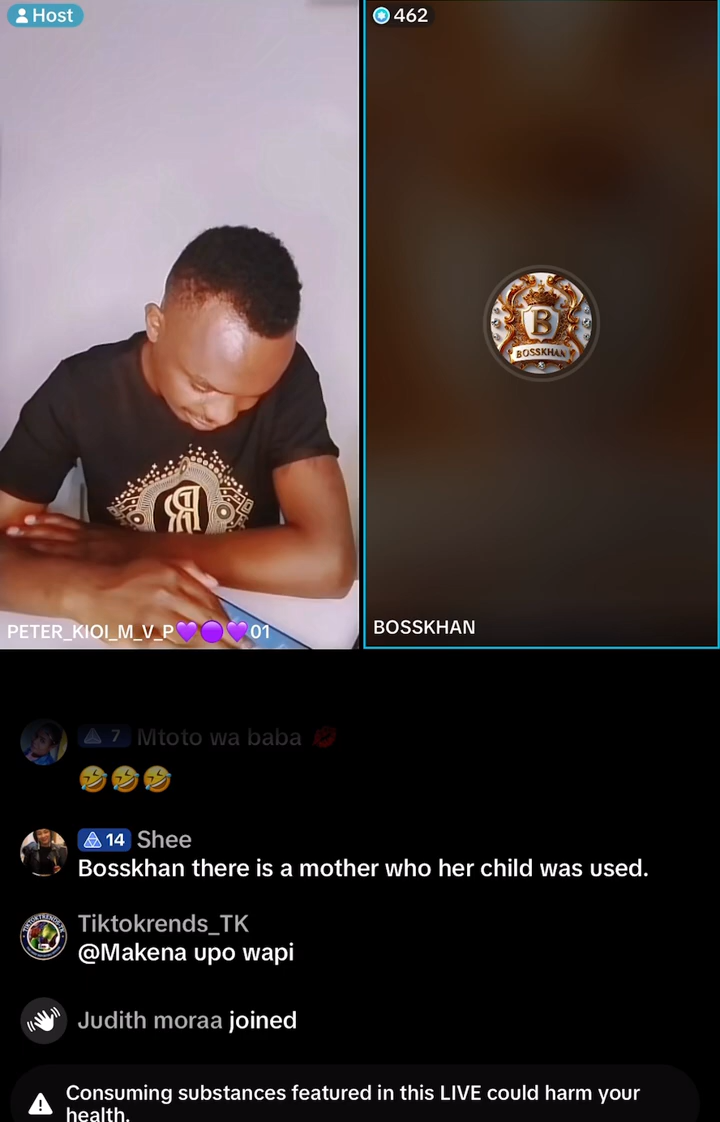 Host
462
PETER_KIOI_M_V_P💜🟣💜01
B
BOSSKHAN
BOSSKHAN
7 Mtoto wa baba 💋
🤣🤣🤣
14 Shee
Bosskhan there is a mother who her child was used.
Tiktokrends_TK
@Makena upo wapi
Judith moraa joined
Consuming substances featured in this LIVE could harm your
health.